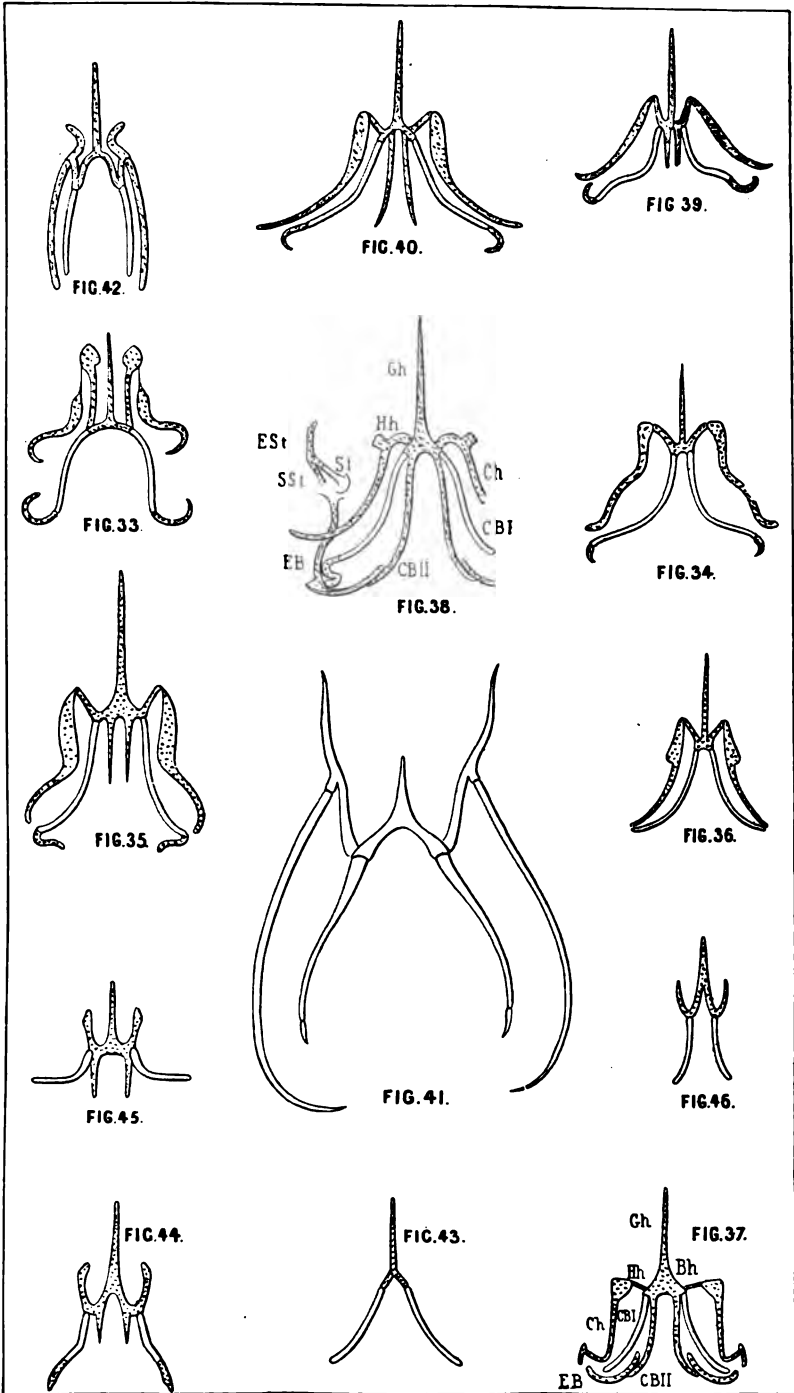 FIG.42.
FIG.40.
FIG 39.
FIG.33.
Gh
Hh
ESt
SSt
St
Ch
CBI
EB
CBII
FIG.38.
FIG.34.
FIG.35.
FIG.36.
FIG.41.
FIG.45.
FIG.46.
FIG.44.
FIG.43.
FIG.37.
Gh
Hh
Bh
Ch
CBI
EB
CBII